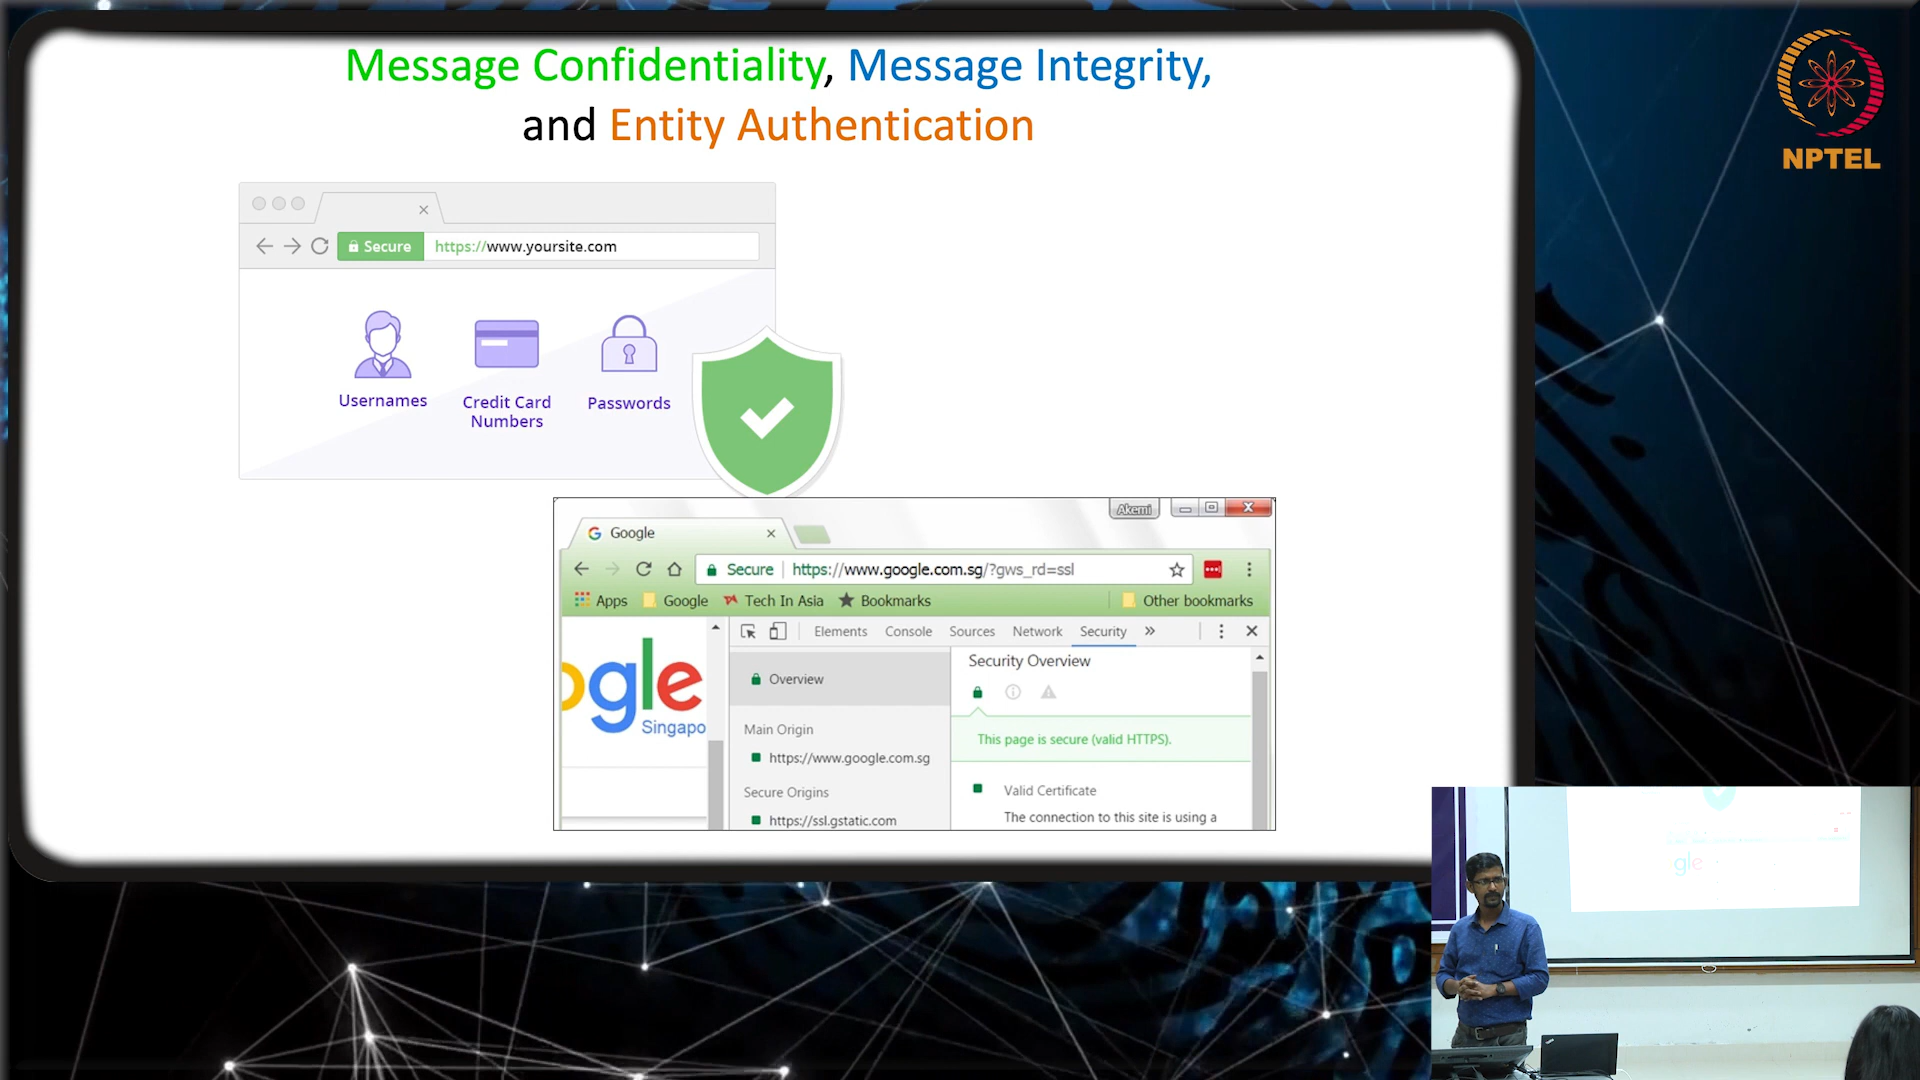 Message Confidentiality, Message Integrity,
and Entity Authentication
NPTEL
Secure
https://www.yoursite.com
Usernames
Credit Card
Numbers
Passwords
Akemi
Google
Secure
https://www.google.com.sg/?gws_rd=ssl
Apps
Google
Tech In Asia
Bookmarks
Other bookmarks
Elements
Console
Sources
Network
Security
ogle
Singapo
Overview
Main Origin
https://www.google.com.sg
Secure Origins
https://ssl.gstatic.com
Security Overview
This page is secure (valid HTTPS).
Valid Certificate
The connection to this site is using a
gle